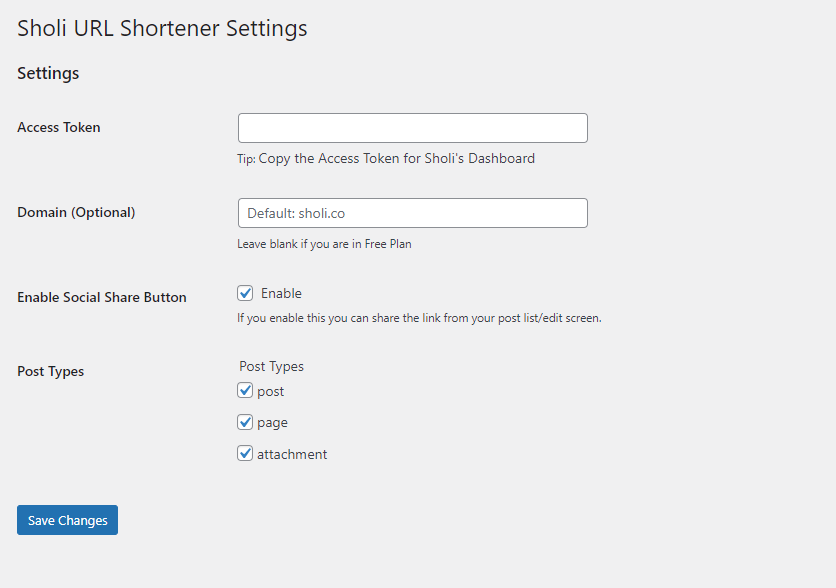 Sholi URL Shortener Settings
Settings
Access Token
Tip: Copy the Access Token for Sholi's Dashboard
Domain (Optional)
Default: sholi.co
Leave blank if you are in Free Plan
Enable Social Share Button
Enable
If you enable this you can share the link from your post list/edit screen.
Post Types
Post Types
post
page
attachment
Save Changes